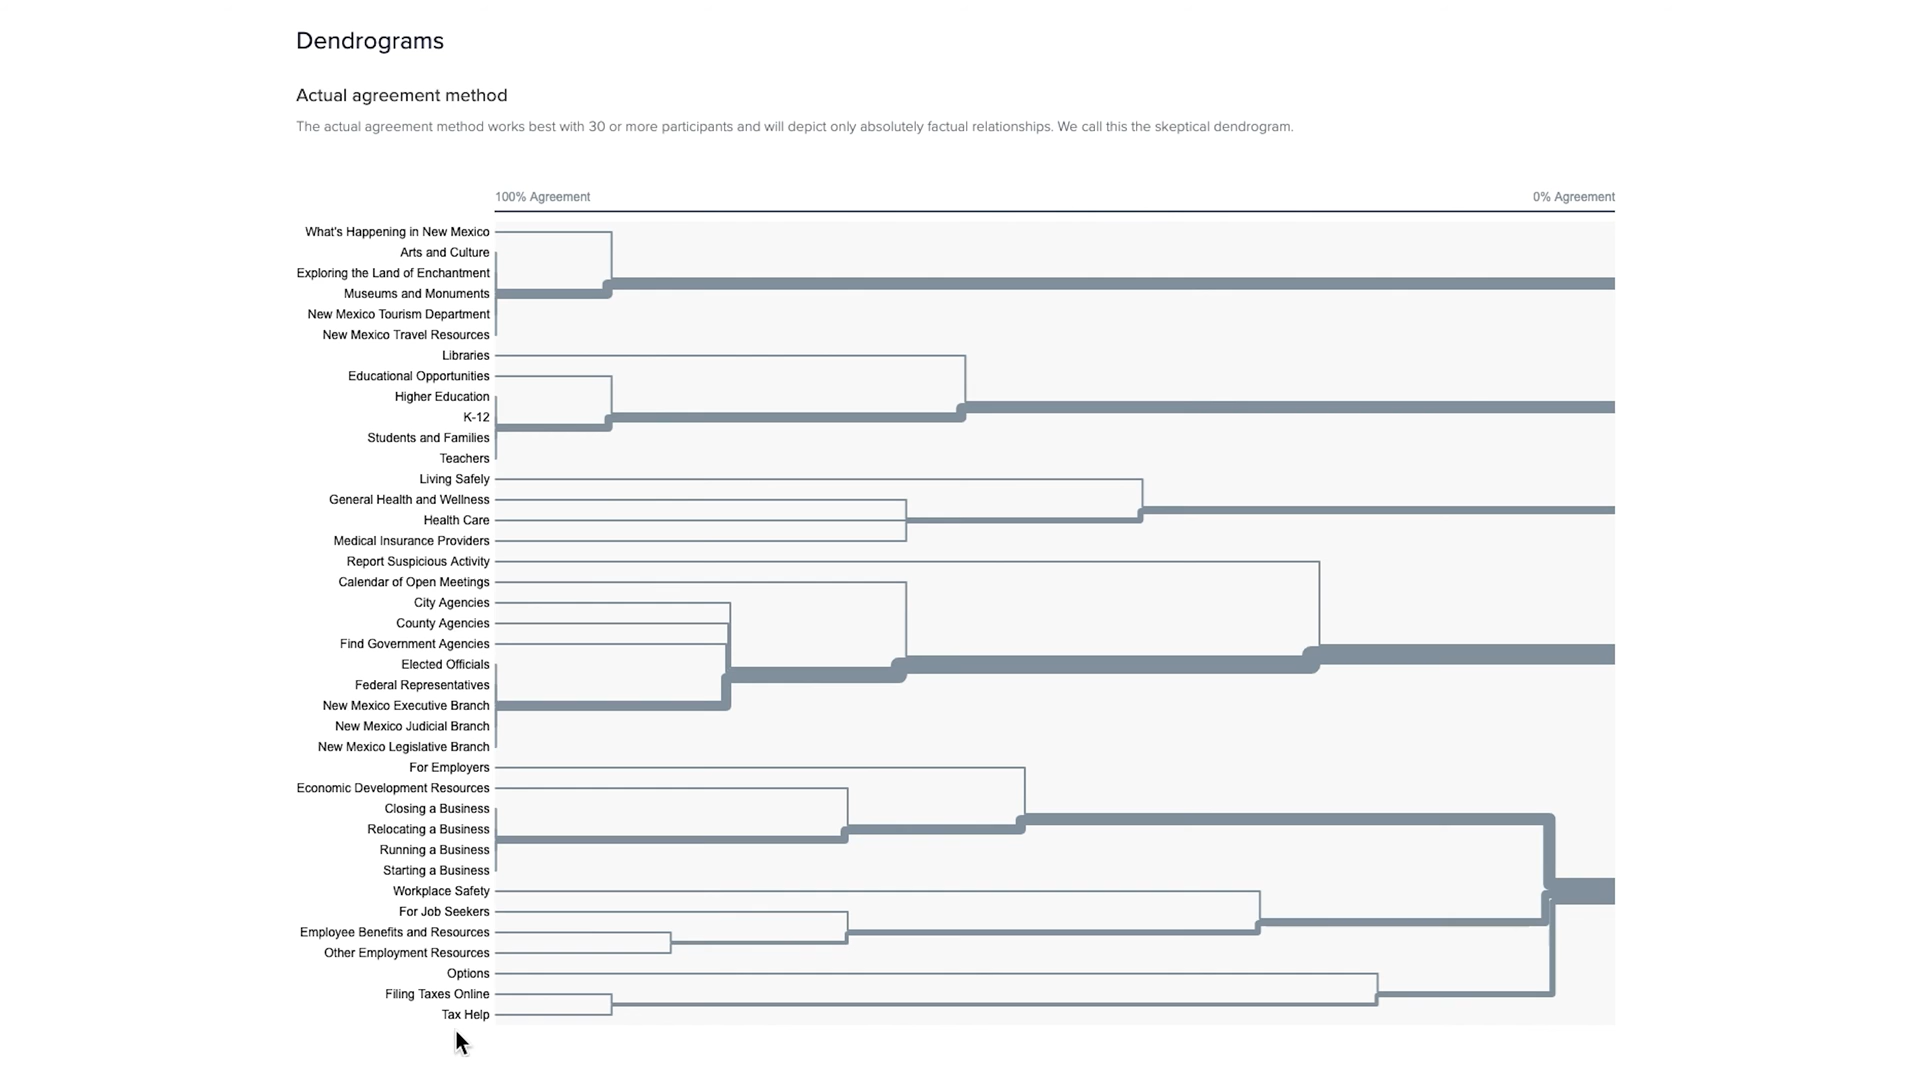 Dendrograms
Actual agreement method
The actual agreement method works best with 30 or more participants and will depict only absolutely factual relationships. We call this the skeptical dendrogram.
100% Agreement 0% Agreement
What's Happening in New Mexico
Arts and Culture
Exploring the Land of Enchantment
Museums and Monuments
New Mexico Tourism Department
New Mexico Travel Resources
Libraries
Educational Opportunities
Higher Education
K-12
Students and Families
Teachers
Living Safely
General Health and Wellness
Health Care
Medical Insurance Providers
Report Suspicious Activity
Calendar of Open Meetings
City Agencies
County Agencies
Find Government Agencies
Elected Officials
Federal Representatives
New Mexico Executive Branch
New Mexico Judicial Branch
New Mexico Legislative Branch
For Employers
Economic Development Resources
Closing a Business
Relocating a Business
Running a Business
Starting a Business
Workplace Safety
For Job Seekers
Employee Benefits and Resources
Other Employment Resources
Options
Filing Taxes Online
Tax Help